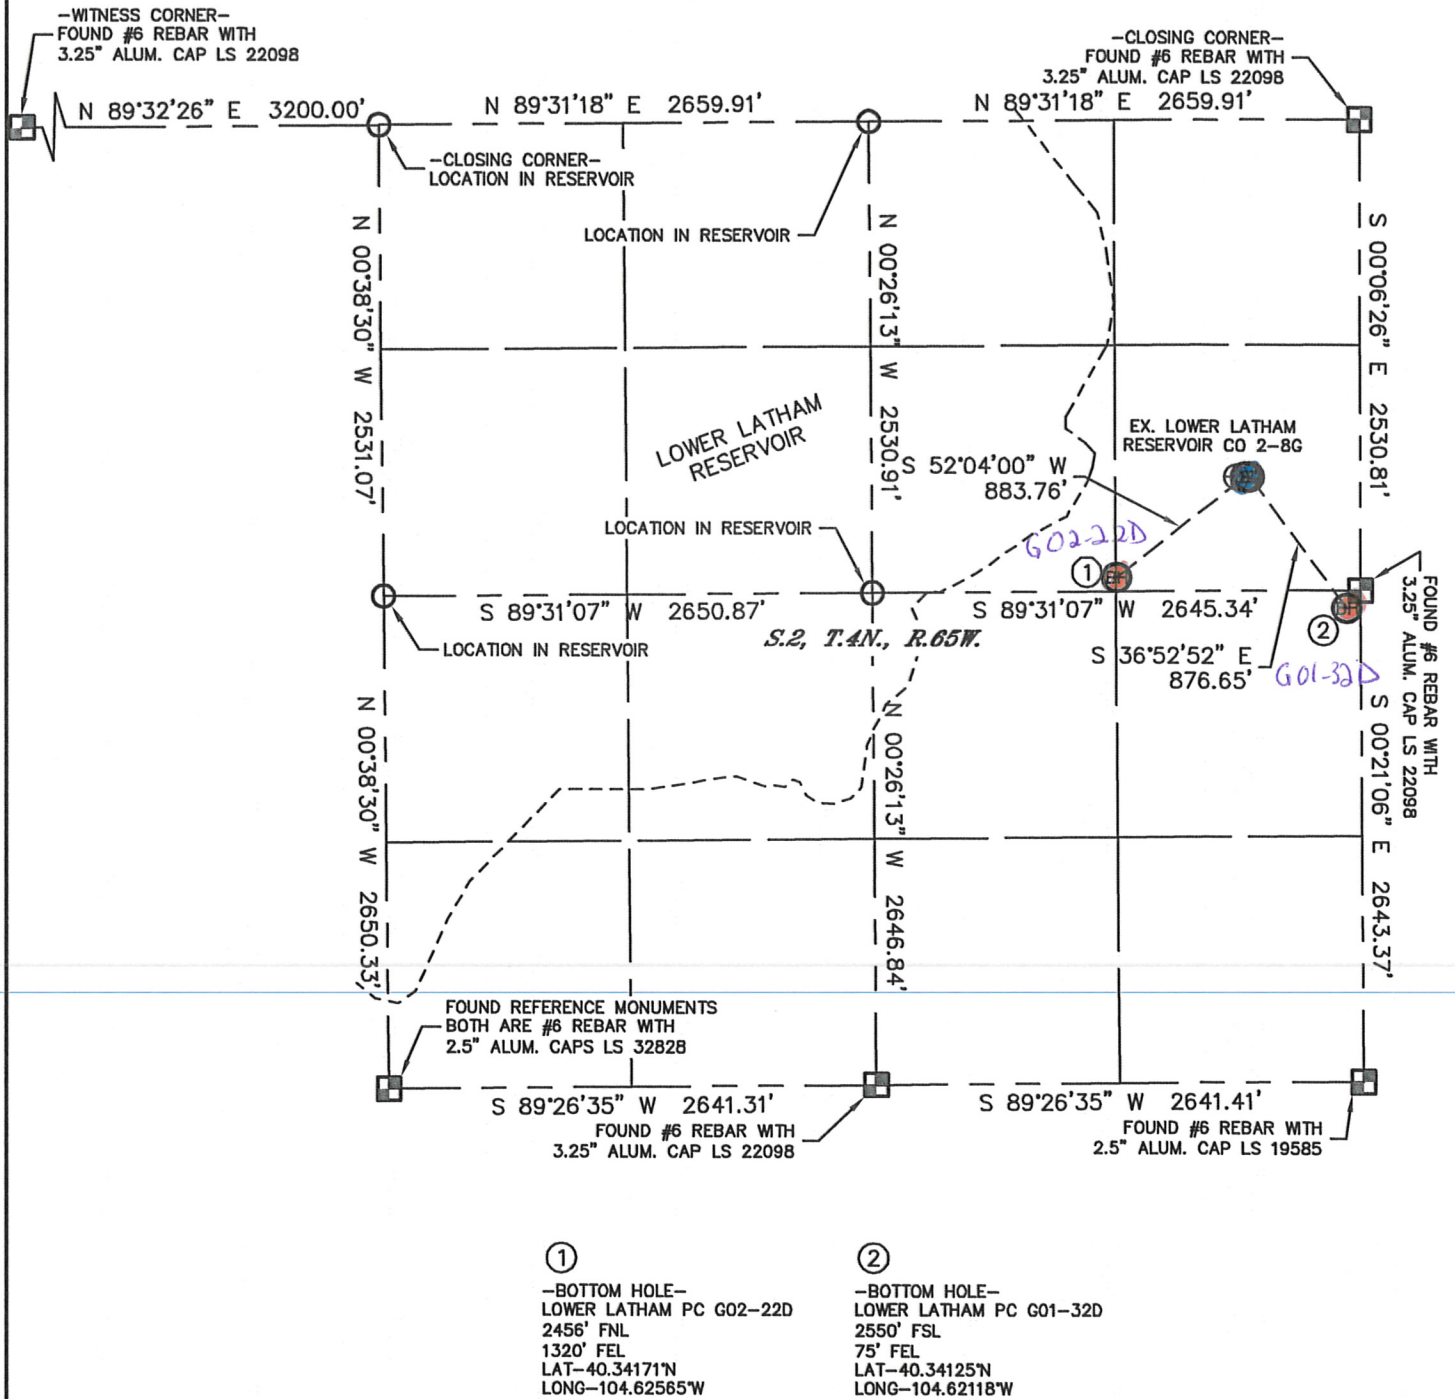 -WITNESS CORNER-
FOUND #6 REBAR WITH
3.25" ALUM. CAP LS 22098
-CLOSING CORNER-
FOUND #6 REBAR WITH
3.25" ALUM. CAP LS 22098
N 89°32'26" E 3200.00'
N 89°31'18" E 2659.91'
N 89°31'18" E 2659.91'
-CLOSING CORNER-
LOCATION IN RESERVOIR
LOCATION IN RESERVOIR
N 00°38'30" W 2531.07'
N 00°26'13" W 2530.91'
S 00°06'26" E 2530.81'
LOWER LATHAM
RESERVOIR
EX. LOWER LATHAM
RESERVOIR CO 2-8G
S 52°04'00" W
883.76'
LOCATION IN RESERVOIR
G02-22D
1
S 89°31'07" W 2650.87'
S 89°31'07" W 2645.34'
2
LOCATION IN RESERVOIR
S.2, T.4N., R.65W.
S 36°52'52" E
876.65'
G01-32D
FOUND #6 REBAR WITH
3.25" ALUM. CAP LS 22098
N 00°38'30" W 2650.33'
N 00°26'13" W 2646.84'
S 00°21'06" E 2643.37'
FOUND REFERENCE MONUMENTS
BOTH ARE #6 REBAR WITH
2.5" ALUM. CAPS LS 32828
S 89°26'35" W 2641.31'
S 89°26'35" W 2641.41'
FOUND #6 REBAR WITH
3.25" ALUM. CAP LS 22098
FOUND #6 REBAR WITH
2.5" ALUM. CAP LS 19585
1
-BOTTOM HOLE-
LOWER LATHAM PC G02-22D
2456' FNL
1320' FEL
LAT-40.34171°N
LONG-104.62565°W
2
-BOTTOM HOLE-
LOWER LATHAM PC G01-32D
2550' FSL
75' FEL
LAT-40.34125°N
LONG-104.62118°W